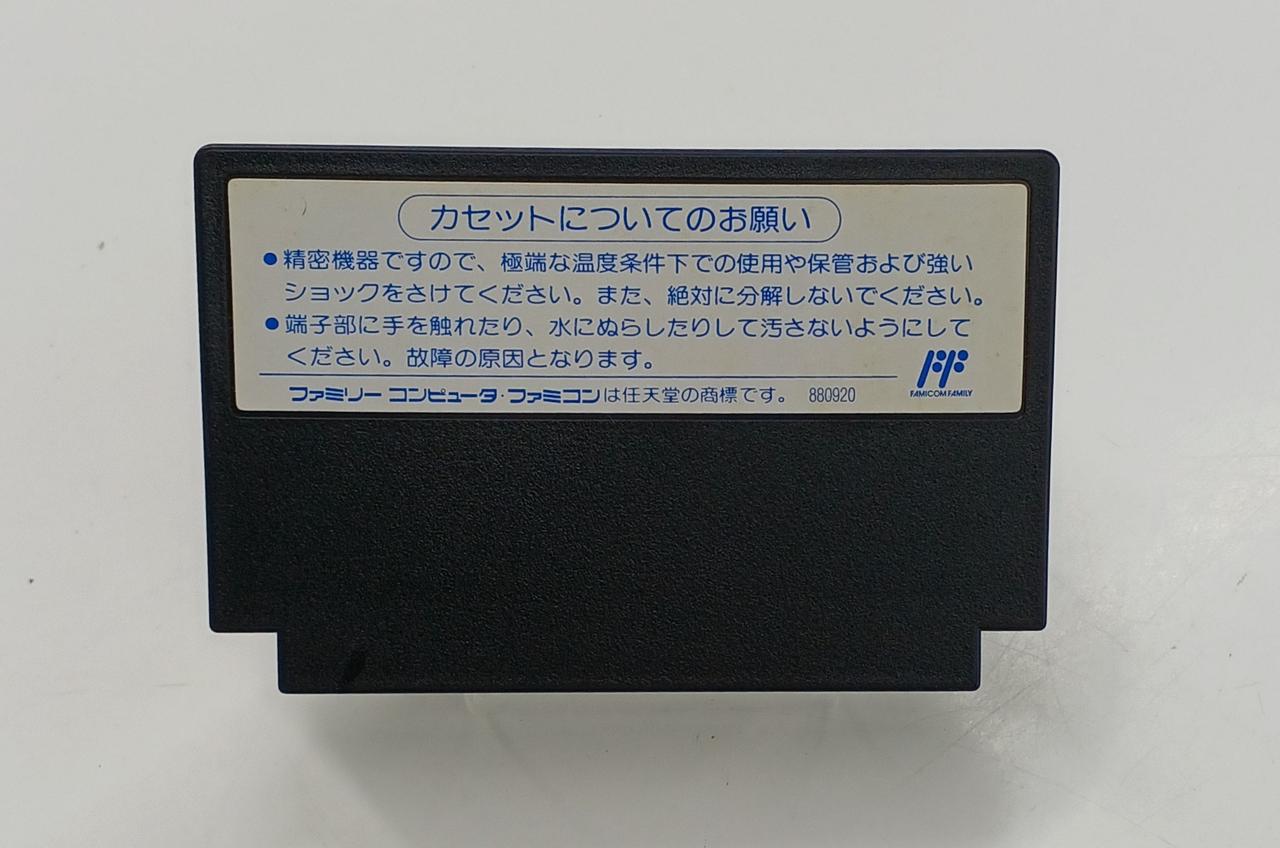 カセットについてのお願い
●精密機器ですので、極端な温度条件下での使用や保管および強い
ショックをさけてください。また、絶対に分解しないでください。
●端子部に手を触れたり、水にぬらしたりして汚さないようにして
ください。故障の原因となります。
ファミリー コンピュータ・ファミコンは任天堂の商標です。 880920
FF
FAMICOM FAMILY